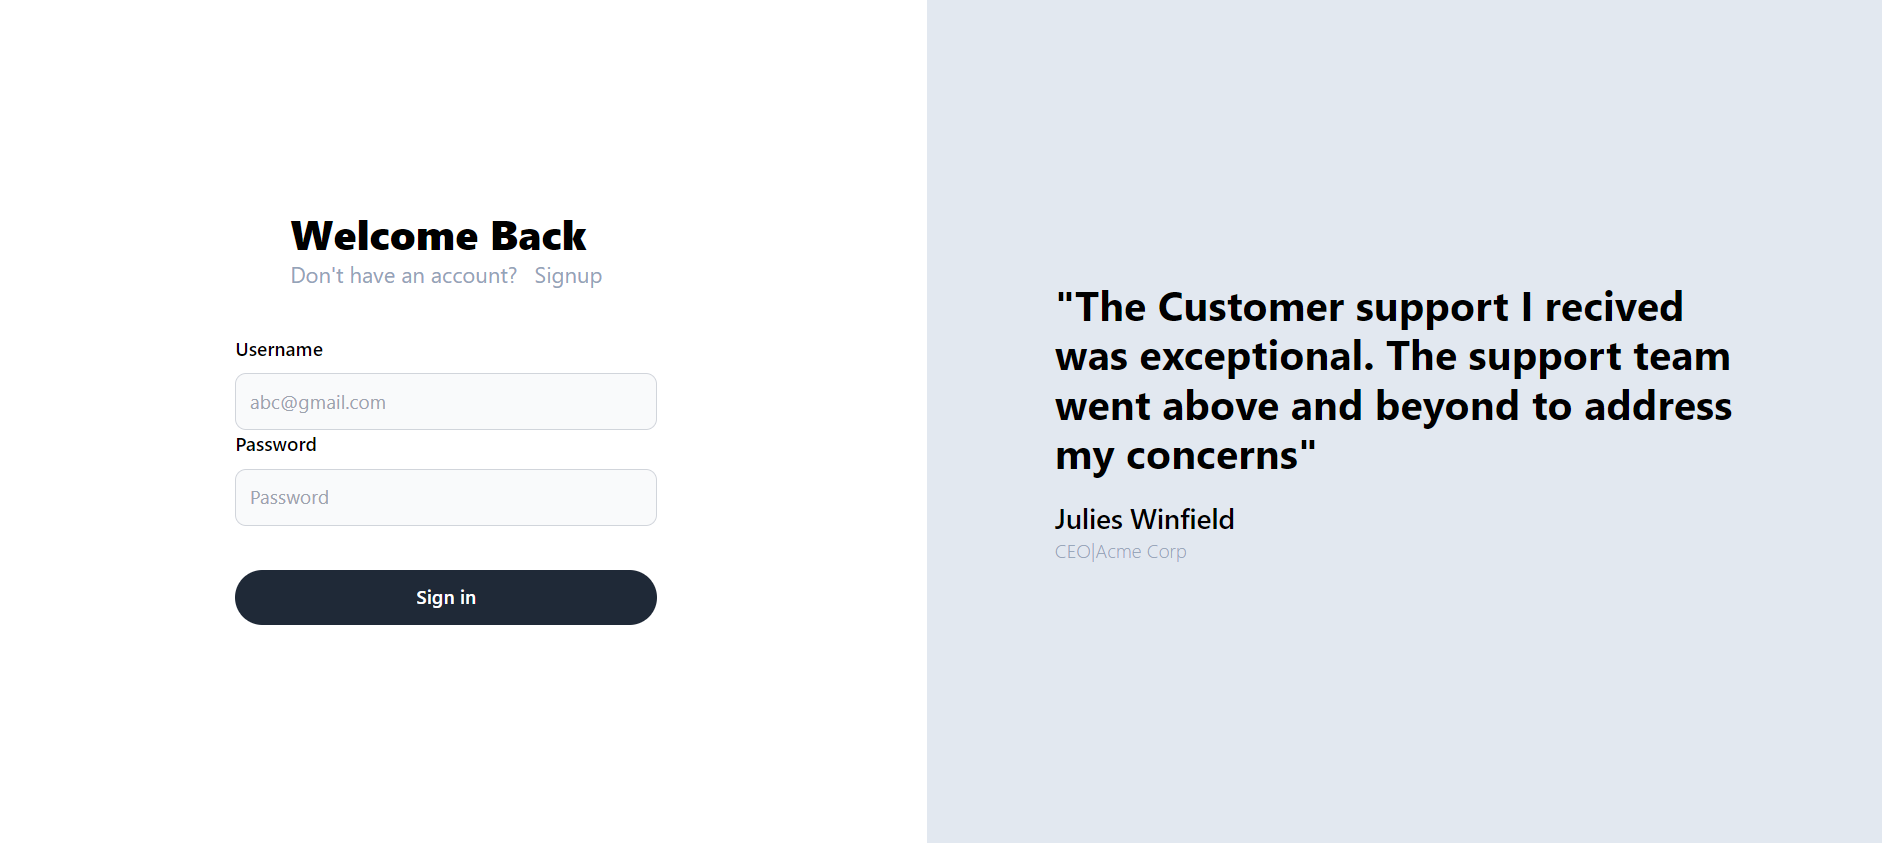 Welcome Back
Don't have an account? Signup
Username
abc@gmail.com
Password
Password
Sign in
"The Customer support I recived
was exceptional. The support team
went above and beyond to address
my concerns"
Julies Winfield
CEO|Acme Corp